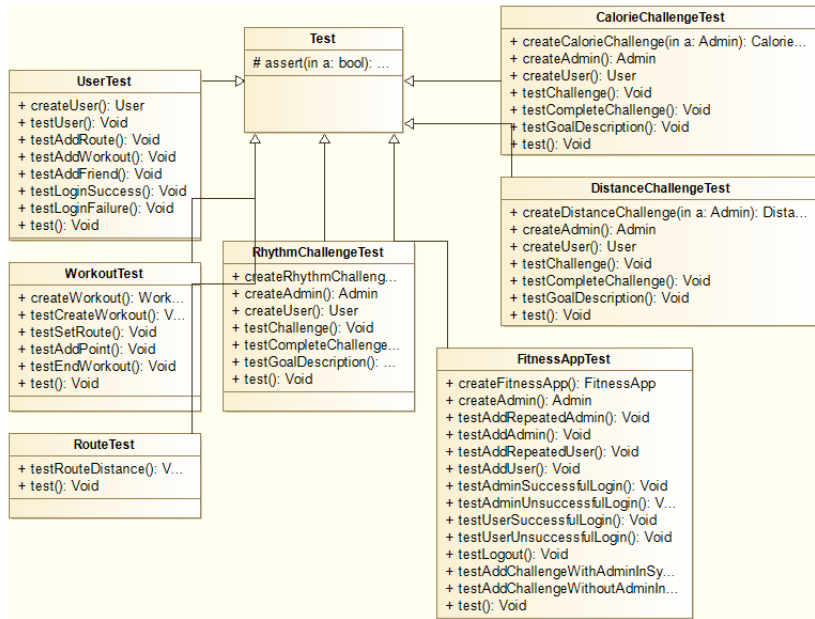 Test
# assert(in a: bool): ...
UserTest
+ createUser(): User
+ testUser(): Void
+ testAddRoute(): Void
+ testAddWorkout(): Void
+ testAddFriend(): Void
+ testLoginSuccess(): Void
+ testLoginFailure(): Void
+ test(): Void
CalorieChallengeTest
+ createCalorieChallenge(in a: Admin): Calorie...
+ createAdmin(): Admin
+ createUser(): User
+ testChallenge(): Void
+ testCompleteChallenge(): Void
+ testGoalDescription(): Void
+ test(): Void
DistanceChallengeTest
+ createDistanceChallenge(in a: Admin): Dista...
+ createAdmin(): Admin
+ createUser(): User
+ testChallenge(): Void
+ testCompleteChallenge(): Void
+ testGoalDescription(): Void
+ test(): Void
WorkoutTest
+ createWorkout(): Work...
+ testCreateWorkout(): V...
+ testSetRoute(): Void
+ testAddPoint(): Void
+ testEndWorkout(): Void
+ test(): Void
RhythmChallengeTest
+ createRhythmChalleng...
+ createAdmin(): Admin
+ createUser(): User
+ testChallenge(): Void
+ testCompleteChallenge...
+ testGoalDescription(): ...
+ test(): Void
RouteTest
+ testRouteDistance(): V...
+ test(): Void
FitnessAppTest
+ createFitnessApp(): FitnessApp
+ createAdmin(): Admin
+ testAddRepeatedAdmin(): Void
+ testAddAdmin(): Void
+ testAddRepeatedUser(): Void
+ testAddUser(): Void
+ testAdminSuccessfulLogin(): Void
+ testAdminUnsuccessfulLogin(): V...
+ testUserSuccessfulLogin(): Void
+ testUserUnsuccessfulLogin(): Void
+ testLogout(): Void
+ testAddChallengeWithAdminInSy...
+ testAddChallengeWithoutAdminIn...
+ test(): Void